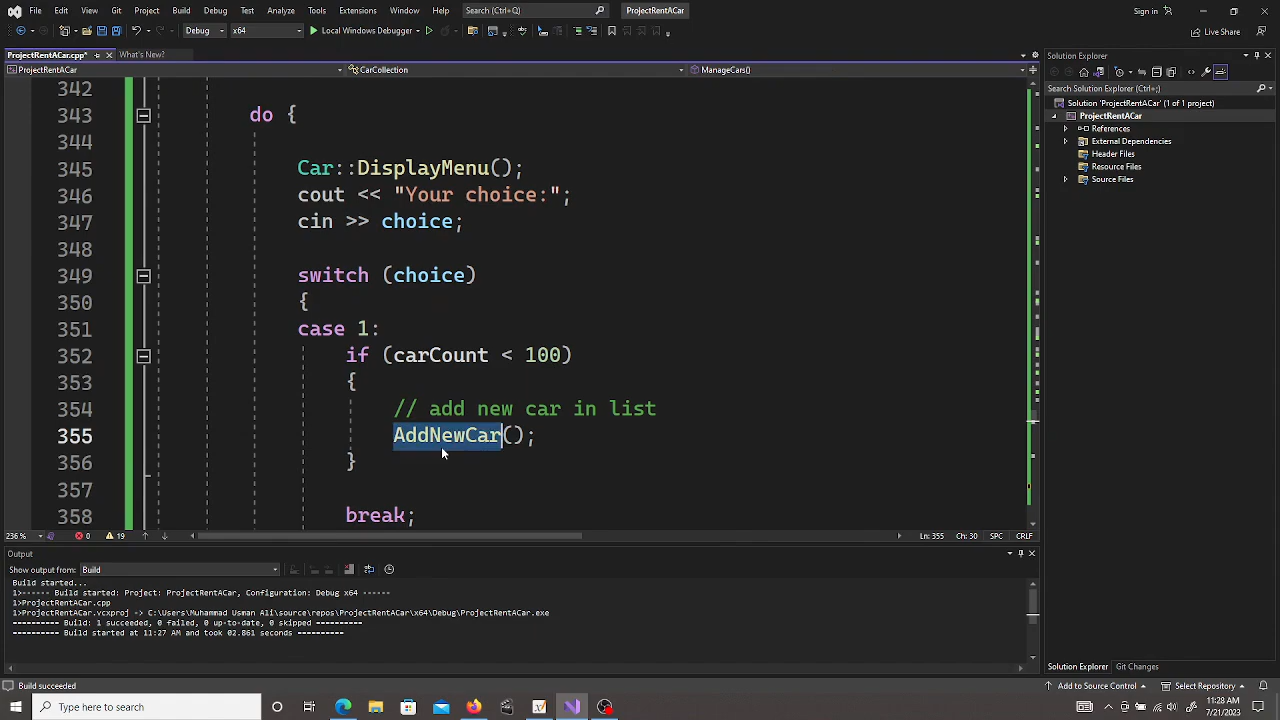 File Edit View Git Project Build Debug Test Analyze Tools Extensions Window Help Search (Ctrl+Q) ProjectRentACar Sign in
Debug x64 Local Windows Debugger Live Share
ProjectRentACar.cpp* What's New?
ProjectRentACar CarCollection ManageCars()
342
343 do {
344
345 Car::DisplayMenu();
346 cout << "Your choice:";
347 cin >> choice;
348
349 switch (choice)
350 {
351 case 1:
352 if (carCount < 100)
353 {
354 // add new car in list
355 AddNewCar();
356 }
357
358 break;
236 % 0 19 Ln: 355 Ch: 30 SPC CRLF
Solution Explorer
Search Solution Explorer (Ctrl+;)
Solution 'ProjectRentACar' (1 of 1 project)
ProjectRentACar
References
External Dependencies
Header Files
Resource Files
Source Files
Output
Show output from: Build
Build started...
1>------ Build started: Project: ProjectRentACar, Configuration: Debug x64 ------
1>ProjectRentACar.cpp
1>ProjectRentACar.vcxproj -> C:\Users\Muhammad Usman Ali\source\repos\ProjectRentACar\x64\Debug\ProjectRentACar.exe
========== Build: 1 succeeded, 0 failed, 0 up-to-date, 0 skipped ==========
========== Build started at 11:27 AM and took 02.861 seconds ==========
Solution Explorer Git Changes
Build succeeded Add to Source Control Select Repository
Type here to search
11:28 AM
7/21/2023